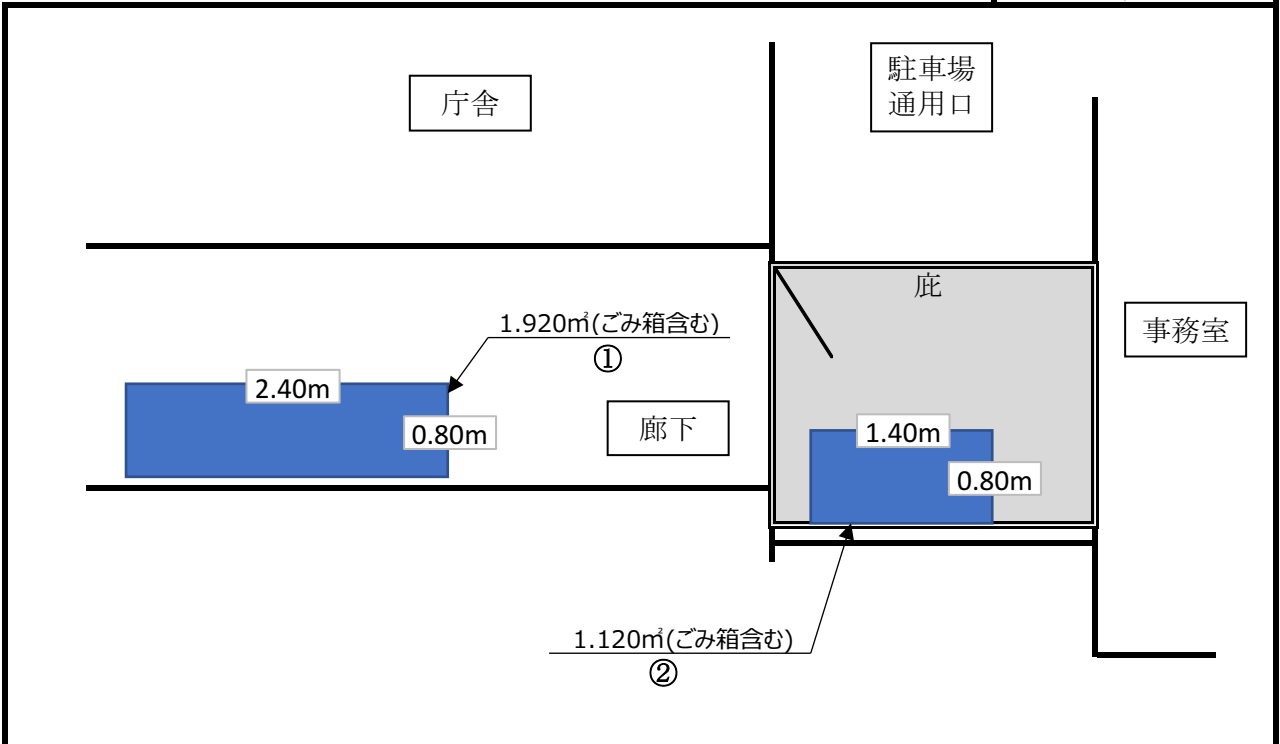 庁舎
駐車場
通用口
庇
1.920㎡(ごみ箱含む)
①
事務室
2.40m
0.80m
廊下
1.40m
0.80m
1.120㎡(ごみ箱含む)
②